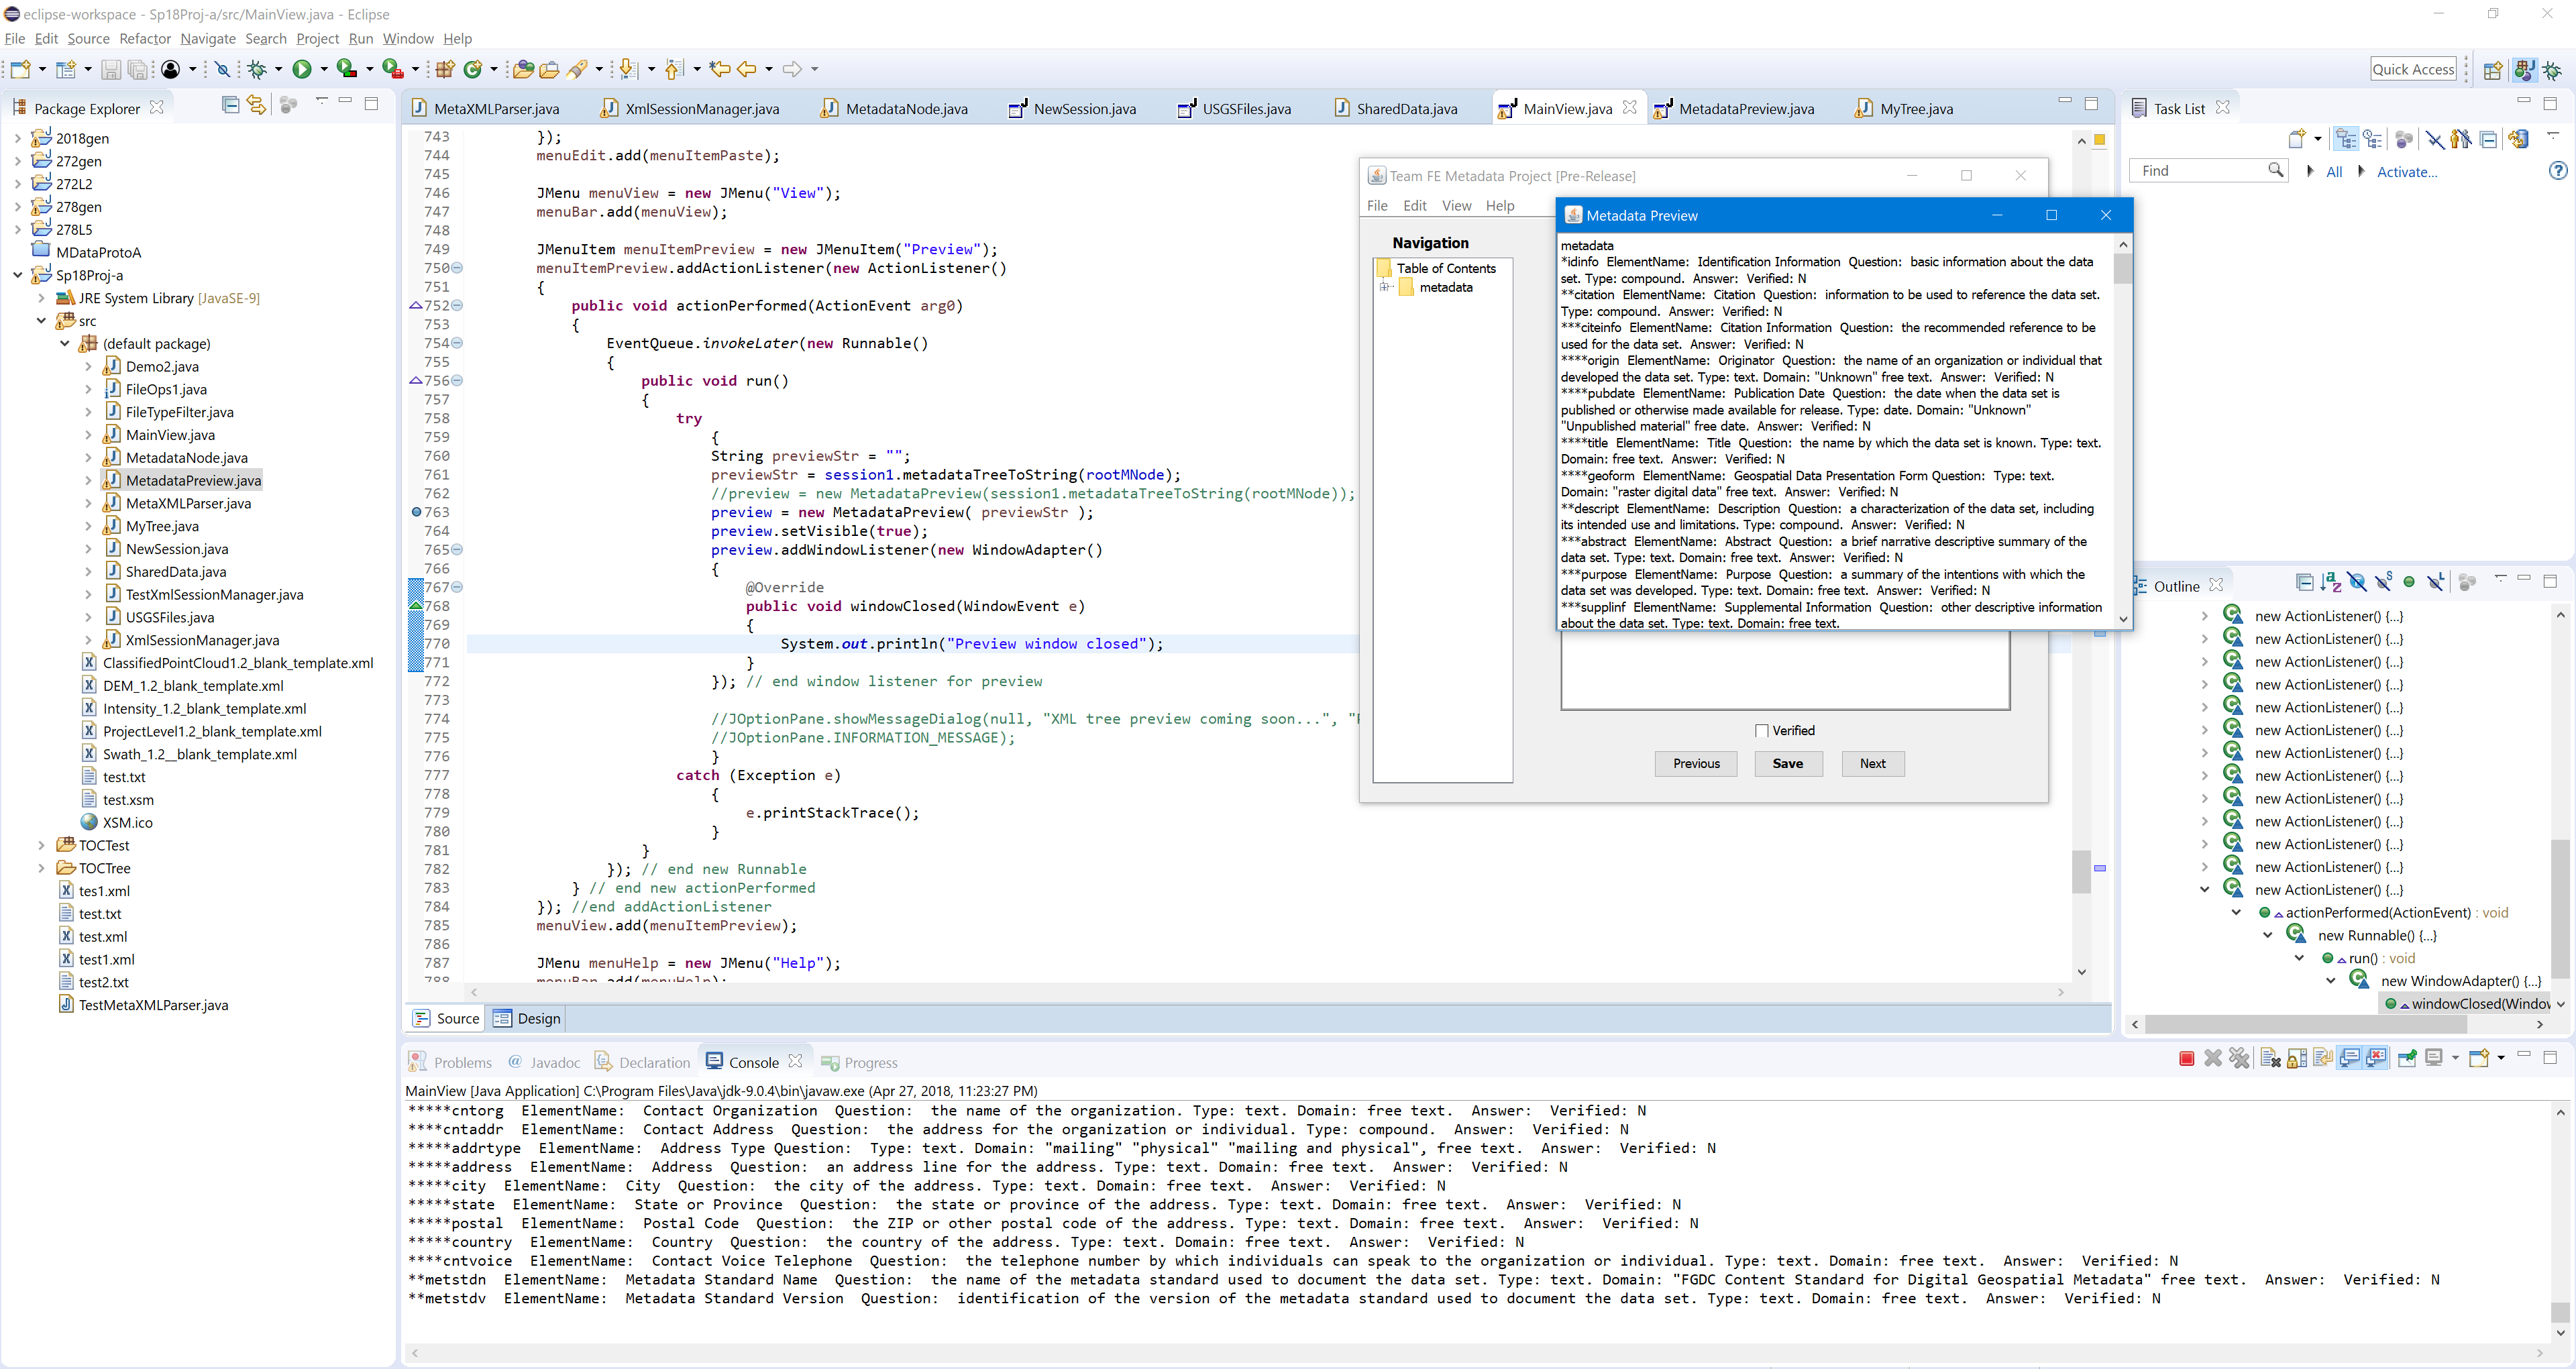 eclipse-workspace - Sp18Proj-a/src/MainView.java - Eclipse
File Edit Source Refactor Navigate Search Project Run Window Help
Quick Access
Package Explorer
2018gen
272gen
272L2
278gen
278L5
MDataProtoA
Sp18Proj-a
JRE System Library [JavaSE-9]
src
(default package)
Demo2.java
FileOps1.java
FileTypeFilter.java
MainView.java
MetadataNode.java
MetadataPreview.java
MetaXMLParser.java
MyTree.java
NewSession.java
SharedData.java
TestXmlSessionManager.java
USGSFiles.java
XmlSessionManager.java
ClassifiedPointCloud1.2_blank_template.xml
DEM_1.2_blank_template.xml
Intensity_1.2_blank_template.xml
ProjectLevel1.2_blank_template.xml
Swath_1.2__blank_template.xml
test.txt
test.xsm
XSM.ico
TOCTest
TOCTree
tes1.xml
test.txt
test.xml
test1.xml
test2.txt
TestMetaXMLParser.java
MetaXMLParser.java XmlSessionManager.java MetadataNode.java NewSession.java USGSFiles.java SharedData.java MainView.java MetadataPreview.java MyTree.java
743 });
744 menuEdit.add(menuItemPaste);
745
746 JMenu menuView = new JMenu("View");
747 menuBar.add(menuView);
748
749 JMenuItem menuItemPreview = new JMenuItem("Preview");
750 menuItemPreview.addActionListener(new ActionListener()
751 {
752 public void actionPerformed(ActionEvent arg0)
753 {
754 EventQueue.invokeLater(new Runnable()
755 {
756 public void run()
757 {
758 try
759 {
760 String previewStr = "";
761 previewStr = session1.metadataTreeToString(rootMNode);
762 //preview = new MetadataPreview(session1.metadataTreeToString(rootMNode));
763 preview = new MetadataPreview( previewStr );
764 preview.setVisible(true);
765 preview.addWindowListener(new WindowAdapter()
766 {
767 @Override
768 public void windowClosed(WindowEvent e)
769 {
770 System.out.println("Preview window closed");
771 }
772 }); // end window listener for preview
773
774 //JOptionPane.showMessageDialog(null, "XML tree preview coming soon...",
775 //JOptionPane.INFORMATION_MESSAGE);
776 }
777 catch (Exception e)
778 {
779 e.printStackTrace();
780 }
781 }
782 }); // end new Runnable
783 } // end new actionPerformed
784 }); //end addActionListener
785 menuView.add(menuItemPreview);
786
787 JMenu menuHelp = new JMenu("Help");
788 menuBar.add(menuHelp);
Source Design
Team FE Metadata Project [Pre-Release]
File Edit View Help
Navigation
Table of Contents
metadata
Verified
Previous Save Next
Metadata Preview
metadata
*idinfo ElementName: Identification Information Question: basic information about the data
set. Type: compound. Answer: Verified: N
**citation ElementName: Citation Question: information to be used to reference the data set.
Type: compound. Answer: Verified: N
***citeinfo ElementName: Citation Information Question: the recommended reference to be
used for the data set. Answer: Verified: N
****origin ElementName: Originator Question: the name of an organization or individual that
developed the data set. Type: text. Domain: "Unknown" free text. Answer: Verified: N
****pubdate ElementName: Publication Date Question: the date when the data set is
published or otherwise made available for release. Type: date. Domain: "Unknown"
"Unpublished material" free date. Answer: Verified: N
****title ElementName: Title Question: the name by which the data set is known. Type: text.
Domain: free text. Answer: Verified: N
****geoform ElementName: Geospatial Data Presentation Form Question: Type: text.
Domain: "raster digital data" free text. Answer: Verified: N
**descript ElementName: Description Question: a characterization of the data set, including
its intended use and limitations. Type: compound. Answer: Verified: N
***abstract ElementName: Abstract Question: a brief narrative descriptive summary of the
data set. Type: text. Domain: free text. Answer: Verified: N
***purpose ElementName: Purpose Question: a summary of the intentions with which the
data set was developed. Type: text. Domain: free text. Answer: Verified: N
***supplinf ElementName: Supplemental Information Question: other descriptive information
about the data set. Type: text. Domain: free text.
Task List
Find All Activate...
Outline
new ActionListener() {...}
new ActionListener() {...}
new ActionListener() {...}
new ActionListener() {...}
new ActionListener() {...}
new ActionListener() {...}
new ActionListener() {...}
new ActionListener() {...}
new ActionListener() {...}
new ActionListener() {...}
new ActionListener() {...}
new ActionListener() {...}
new ActionListener() {...}
actionPerformed(ActionEvent) : void
new Runnable() {...}
run() : void
new WindowAdapter() {...}
windowClosed(Window
Problems Javadoc Declaration Console Progress
MainView [Java Application] C:\Program Files\Java\jdk-9.0.4\bin\javaw.exe (Apr 27, 2018, 11:23:27 PM)
*****cntorg ElementName: Contact Organization Question: the name of the organization. Type: text. Domain: free text. Answer: Verified: N
****cntaddr ElementName: Contact Address Question: the address for the organization or individual. Type: compound. Answer: Verified: N
*****addrtype ElementName: Address Type Question: Type: text. Domain: "mailing" "physical" "mailing and physical", free text. Answer: Verified: N
*****address ElementName: Address Question: an address line for the address. Type: text. Domain: free text. Answer: Verified: N
*****city ElementName: City Question: the city of the address. Type: text. Domain: free text. Answer: Verified: N
*****state ElementName: State or Province Question: the state or province of the address. Type: text. Domain: free text. Answer: Verified: N
*****postal ElementName: Postal Code Question: the ZIP or other postal code of the address. Type: text. Domain: free text. Answer: Verified: N
*****country ElementName: Country Question: the country of the address. Type: text. Domain: free text. Answer: Verified: N
****cntvoice ElementName: Contact Voice Telephone Question: the telephone number by which individuals can speak to the organization or individual. Type: text. Domain: free text. Answer: Verified: N
**metstdn ElementName: Metadata Standard Name Question: the name of the metadata standard used to document the data set. Type: text. Domain: "FGDC Content Standard for Digital Geospatial Metadata" free text. Answer: Verified: N
**metstdv ElementName: Metadata Standard Version Question: identification of the version of the metadata standard used to document the data set. Type: text. Domain: free text. Answer: Verified: N